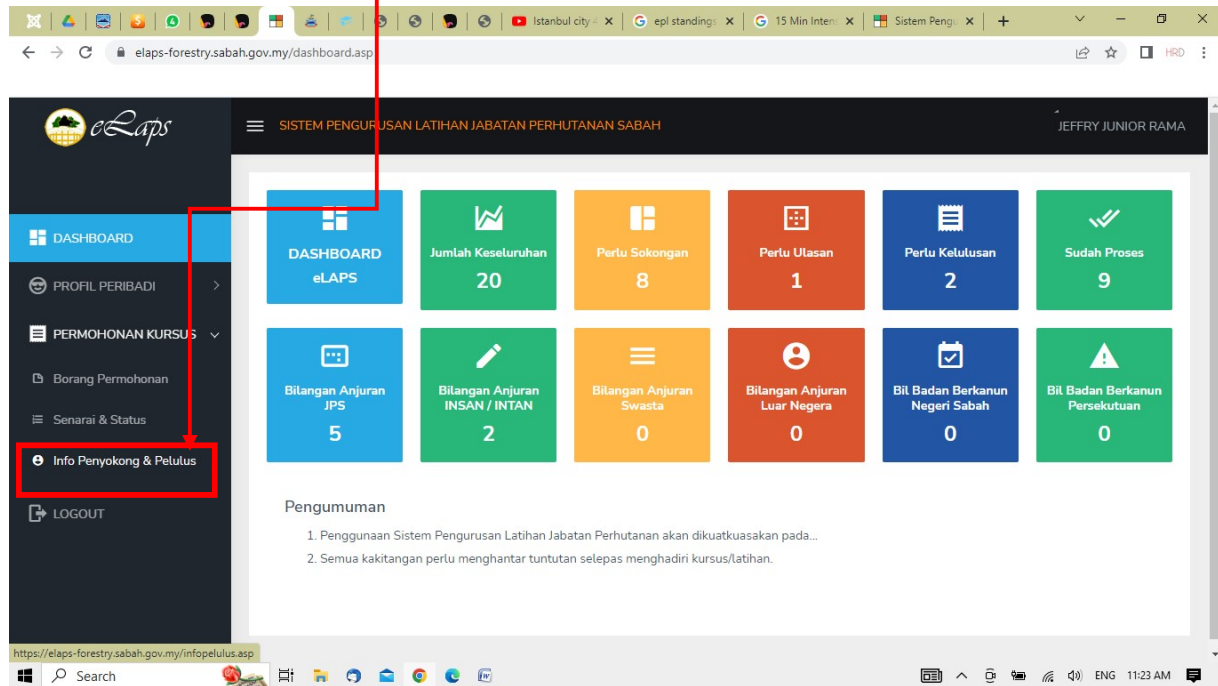 Istanbul city -
epl standings
15 Min Intens
Sistem Pengu
elaps-forestry.sabah.gov.my/dashboard.asp
HRD
eLaps
SISTEM PENGURUSAN LATIHAN JABATAN PERHUTANAN SABAH
JEFFRY JUNIOR RAMA
DASHBOARD
PROFIL PERIBADI
PERMOHONAN KURSUS
Borang Permohonan
Senarai & Status
Info Penyokong & Pelulus
LOGOUT
DASHBOARD
eLAPS
Jumlah Keseluruhan
20
Perlu Sokongan
8
Perlu Ulasan
1
Perlu Kelulusan
2
Sudah Proses
9
Bilangan Anjuran
JPS
5
Bilangan Anjuran
INSAN / INTAN
2
Bilangan Anjuran
Swasta
0
Bilangan Anjuran
Luar Negera
0
Bil Badan Berkanun
Negeri Sabah
0
Bil Badan Berkanun
Persekutuan
0
Pengumuman
1. Penggunaan Sistem Pengurusan Latihan Jabatan Perhutanan akan dikuatkuasakan pada...
2. Semua kakitangan perlu menghantar tuntutan selepas menghadiri kursus/latihan.
https://elaps-forestry.sabah.gov.my/infopelulus.asp
Search
ENG
11:23 AM